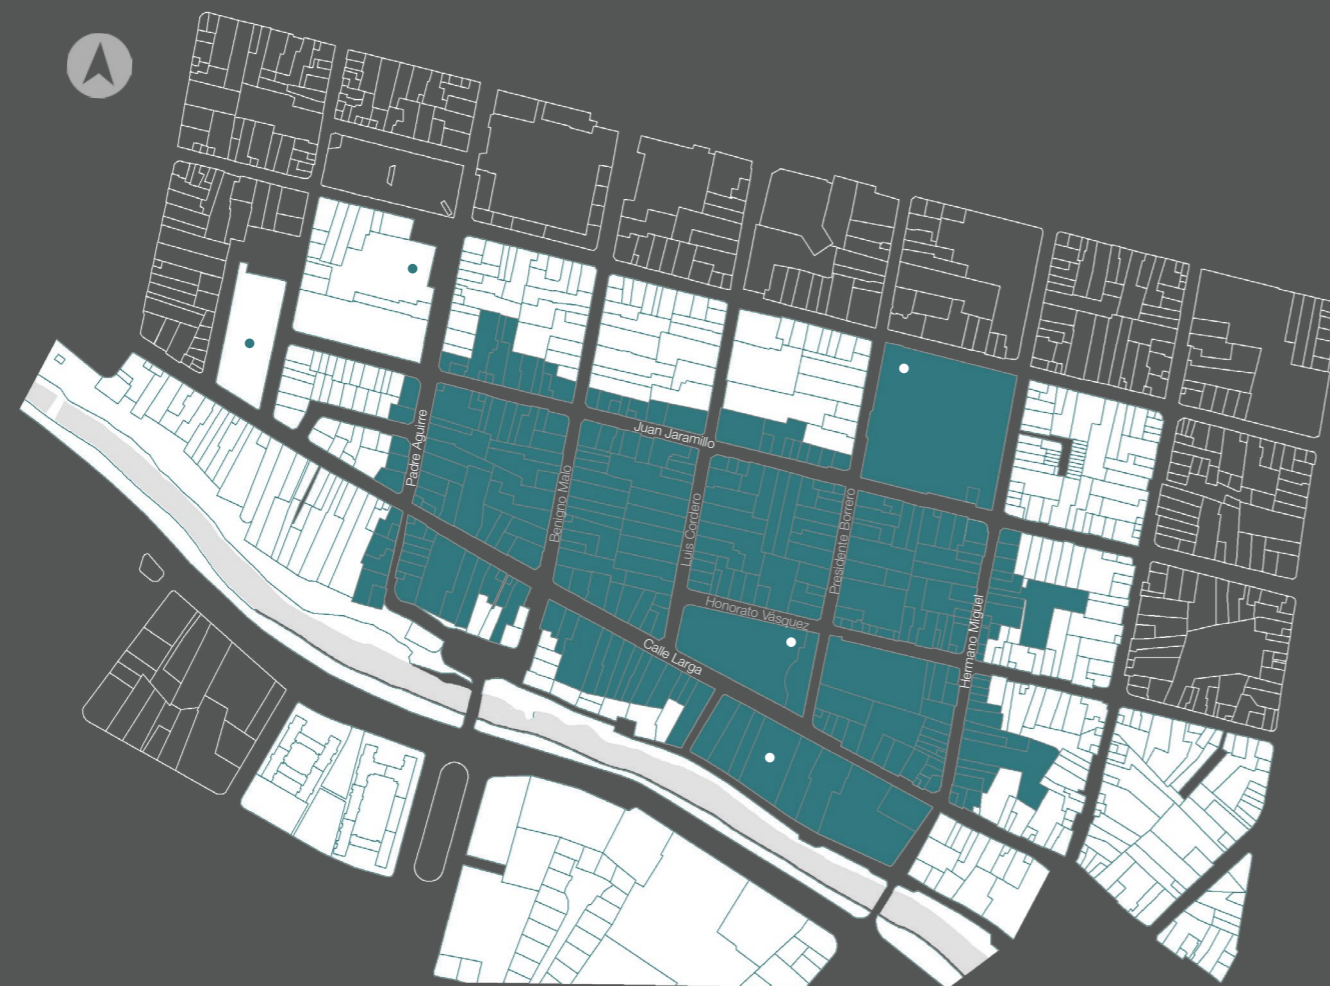 Juan Jaramillo
Padre Aguirre
Benigno Malo
Luis Cordero
Presidente Borrero
Honorato Vásquez
Hermano Miguel
Calle Larga